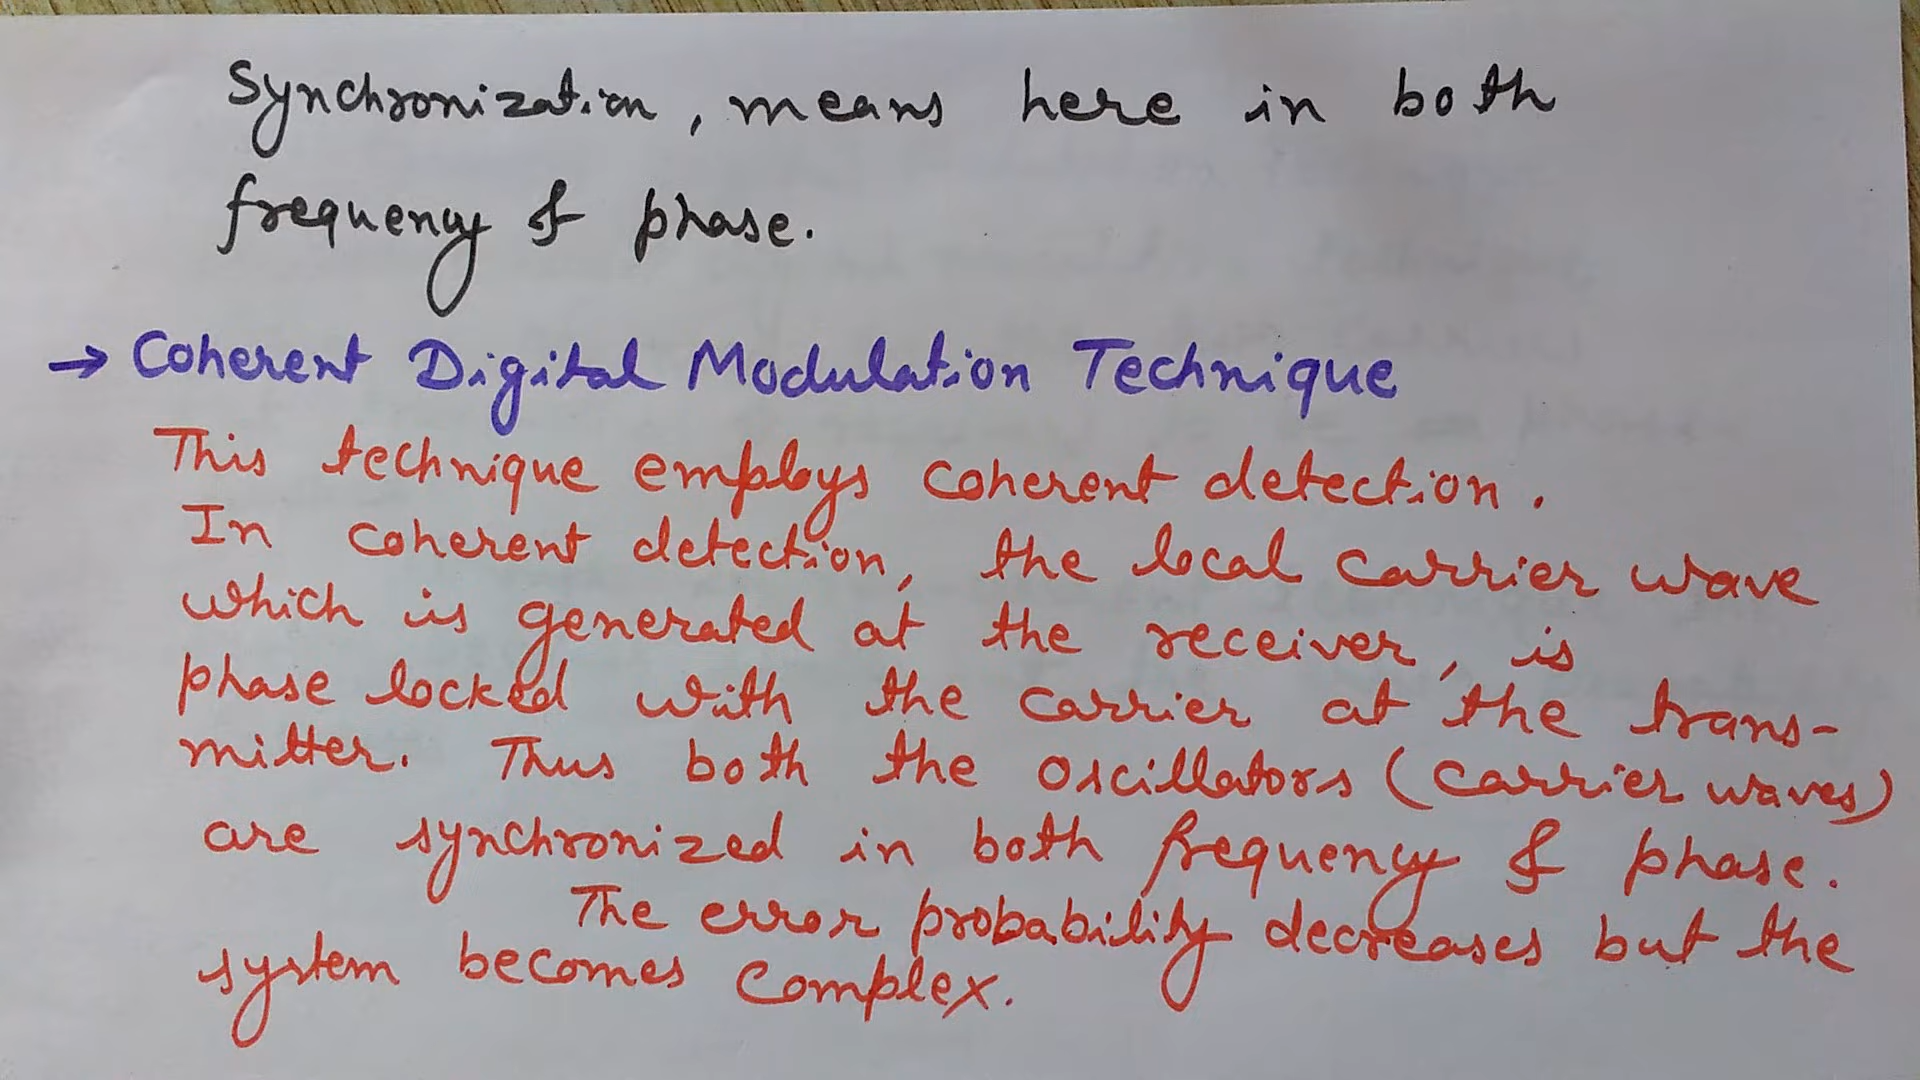 Synchronization, means here in both
frequency & phase.
→ Coherent Digital Modulation Technique
This technique employs coherent detection.
In coherent detection, the local carrier wave
which is generated at the receiver, is
phase locked with the carrier at the trans-
mitter. Thus both the oscillators (carrier waves)
are synchronized in both frequency & phase.
The error probability decreases but the
system becomes complex.